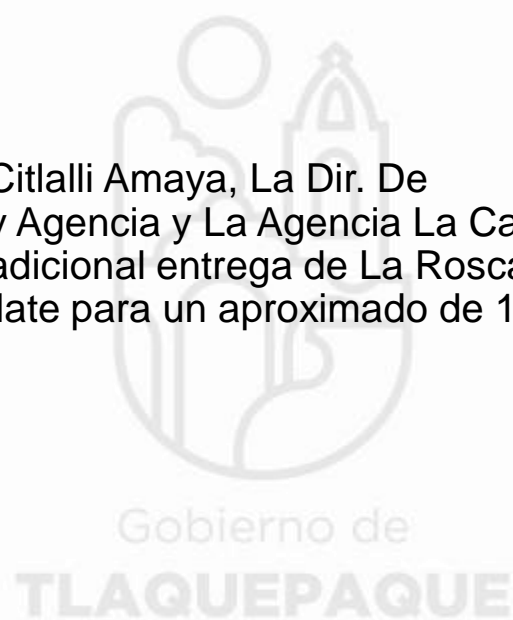 Citlalli Amaya, La Dir. De
y Agencia y La Agencia La Ca
adicional entrega de La Rosca
late para un aproximado de 1
Gobierno de
TLAQUEPAQUE